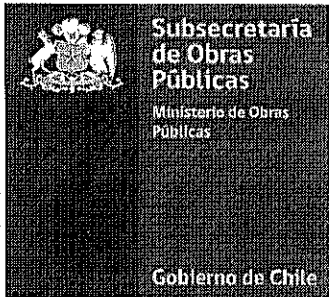 Subsecretaría
de Obras
Públicas
Ministerio de Obras
Públicas
Gobierno de Chile